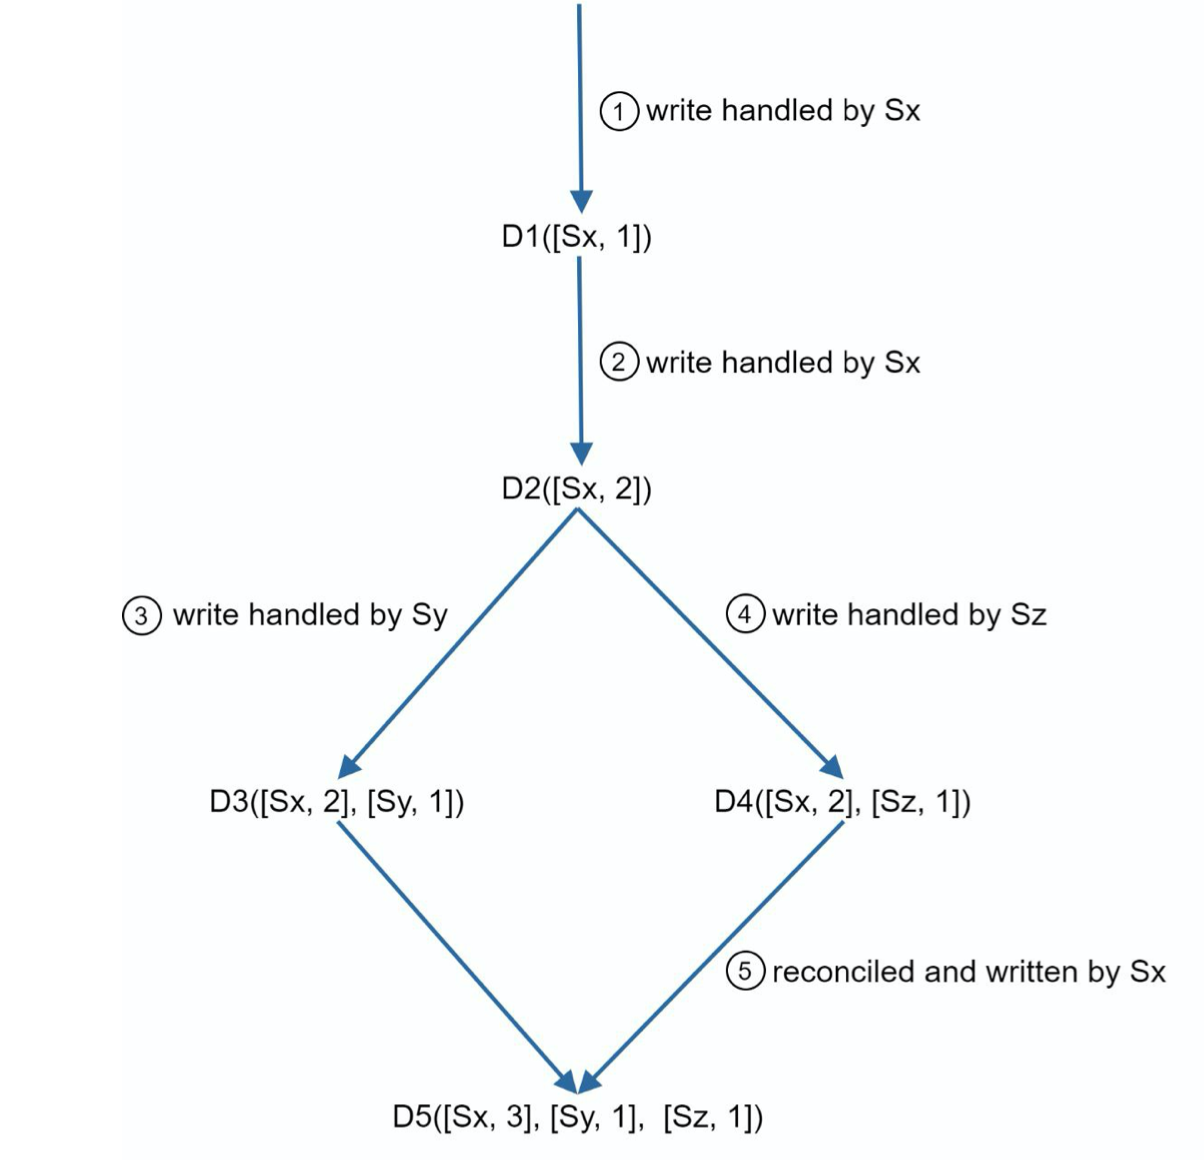 ① write handled by Sx
D1([Sx, 1])
② write handled by Sx
D2([Sx, 2])
③ write handled by Sy
④ write handled by Sz
D3([Sx, 2], [Sy, 1])
D4([Sx, 2], [Sz, 1])
⑤ reconciled and written by Sx
D5([Sx, 3], [Sy, 1], [Sz, 1])